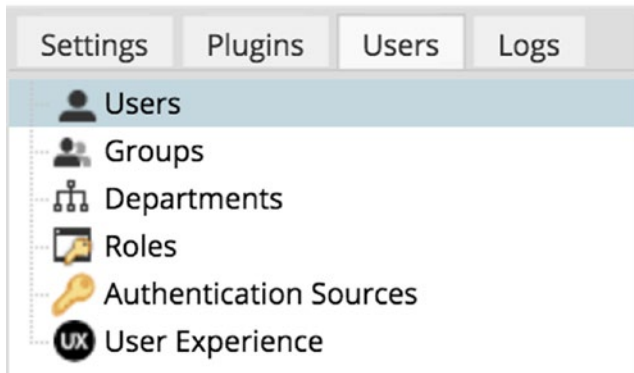 Settings Plugins Users Logs
Users
Groups
Departments
Roles
Authentication Sources
UX User Experience